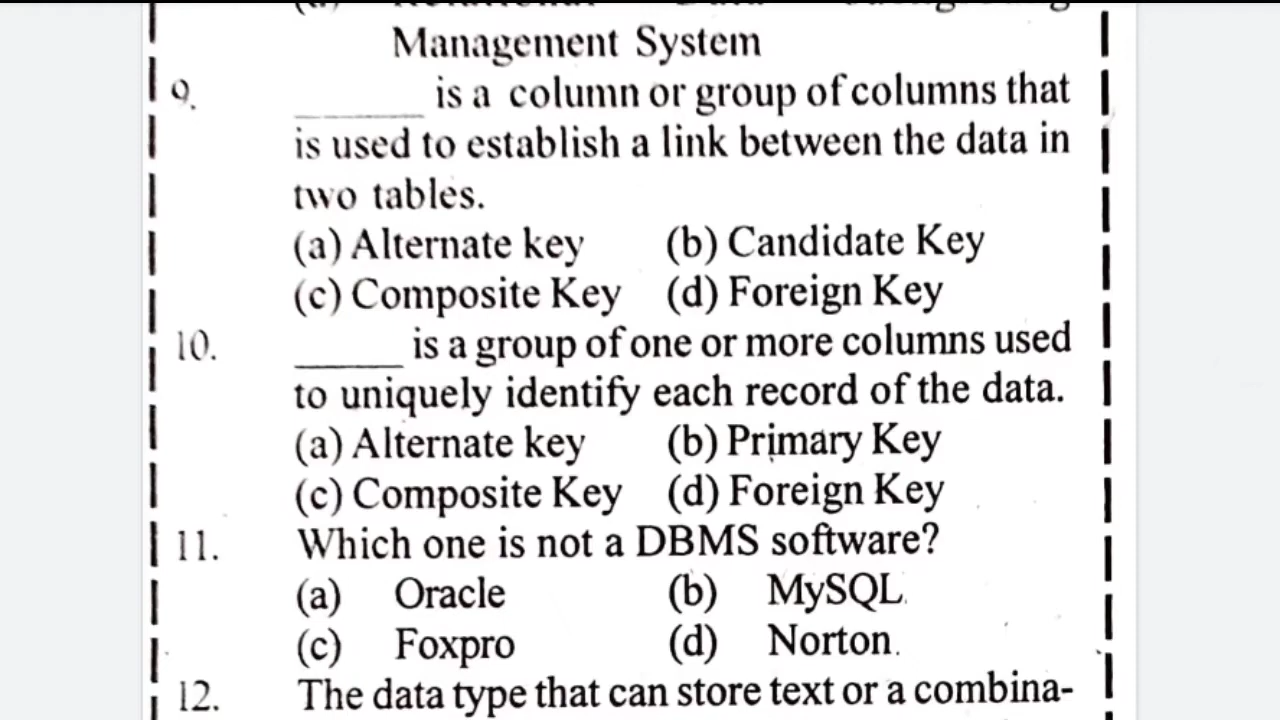 Management System
9. ______ is a column or group of columns that
is used to establish a link between the data in
two tables.
(a) Alternate key (b) Candidate Key
(c) Composite Key (d) Foreign Key
10. _____ is a group of one or more columns used
to uniquely identify each record of the data.
(a) Alternate key (b) Primary Key
(c) Composite Key (d) Foreign Key
11. Which one is not a DBMS software?
(a) Oracle (b) MySQL
(c) Foxpro (d) Norton
12. The data type that can store text or a combina-